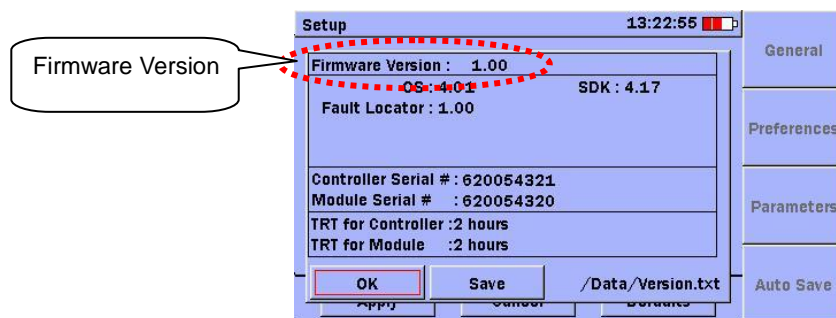 Firmware Version
Setup 13:22:55
Firmware Version : 1.00
OS : 4.01 SDK : 4.17
Fault Locator : 1.00
Controller Serial # : 620054321
Module Serial # : 620054320
TRT for Controller :2 hours
TRT for Module :2 hours
OK Save /Data/Version.txt
Apply Cancel Defaults
General
Preferences
Parameters
Auto Save